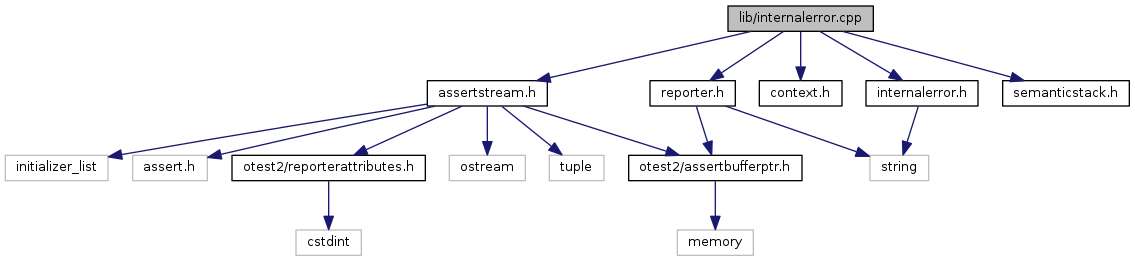 lib/internalerror.cpp
assertstream.h
reporter.h
context.h
internalerror.h
semanticstack.h
initializer_list
assert.h
otest2/reporterattributes.h
ostream
tuple
otest2/assertbufferptr.h
string
cstdint
memory